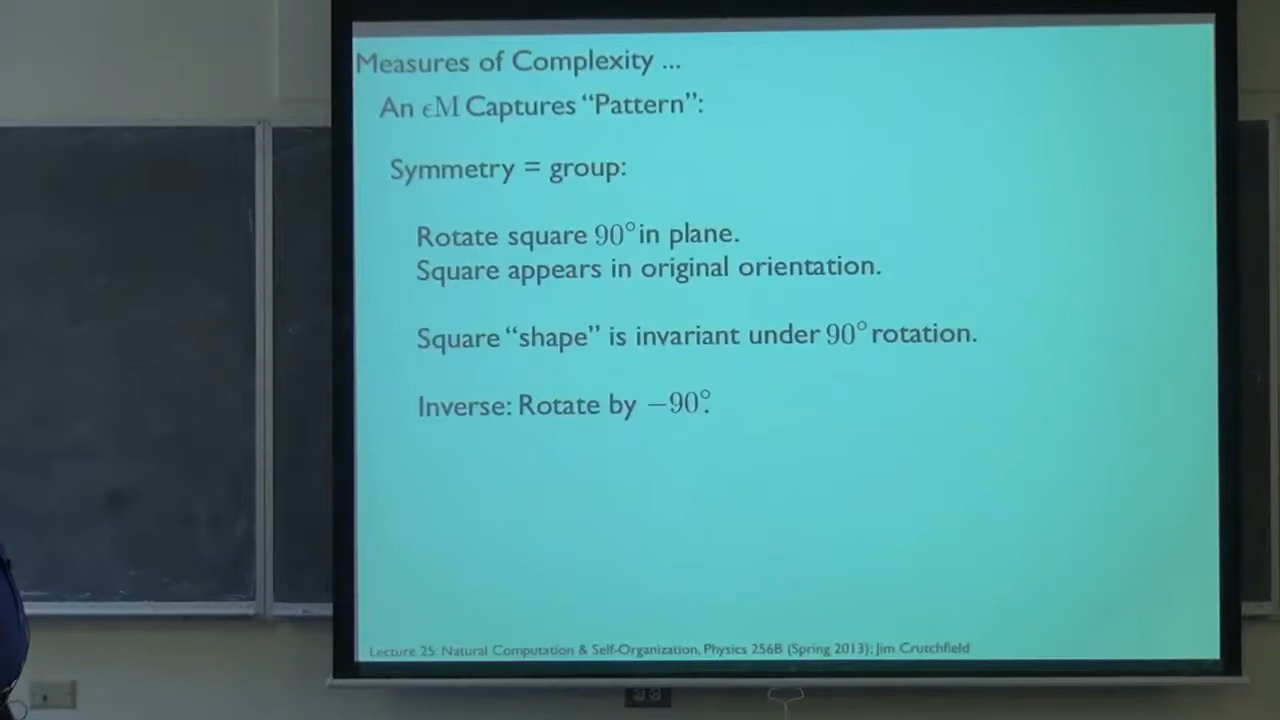 Measures of Complexity ...
An ϵM Captures “Pattern”:
Symmetry = group:
Rotate square 90° in plane.
Square appears in original orientation.
Square “shape” is invariant under 90° rotation.
Inverse: Rotate by −90°.
Lecture 25: Natural Computation & Self-Organization, Physics 256B (Spring 2013); Jim Crutchfield